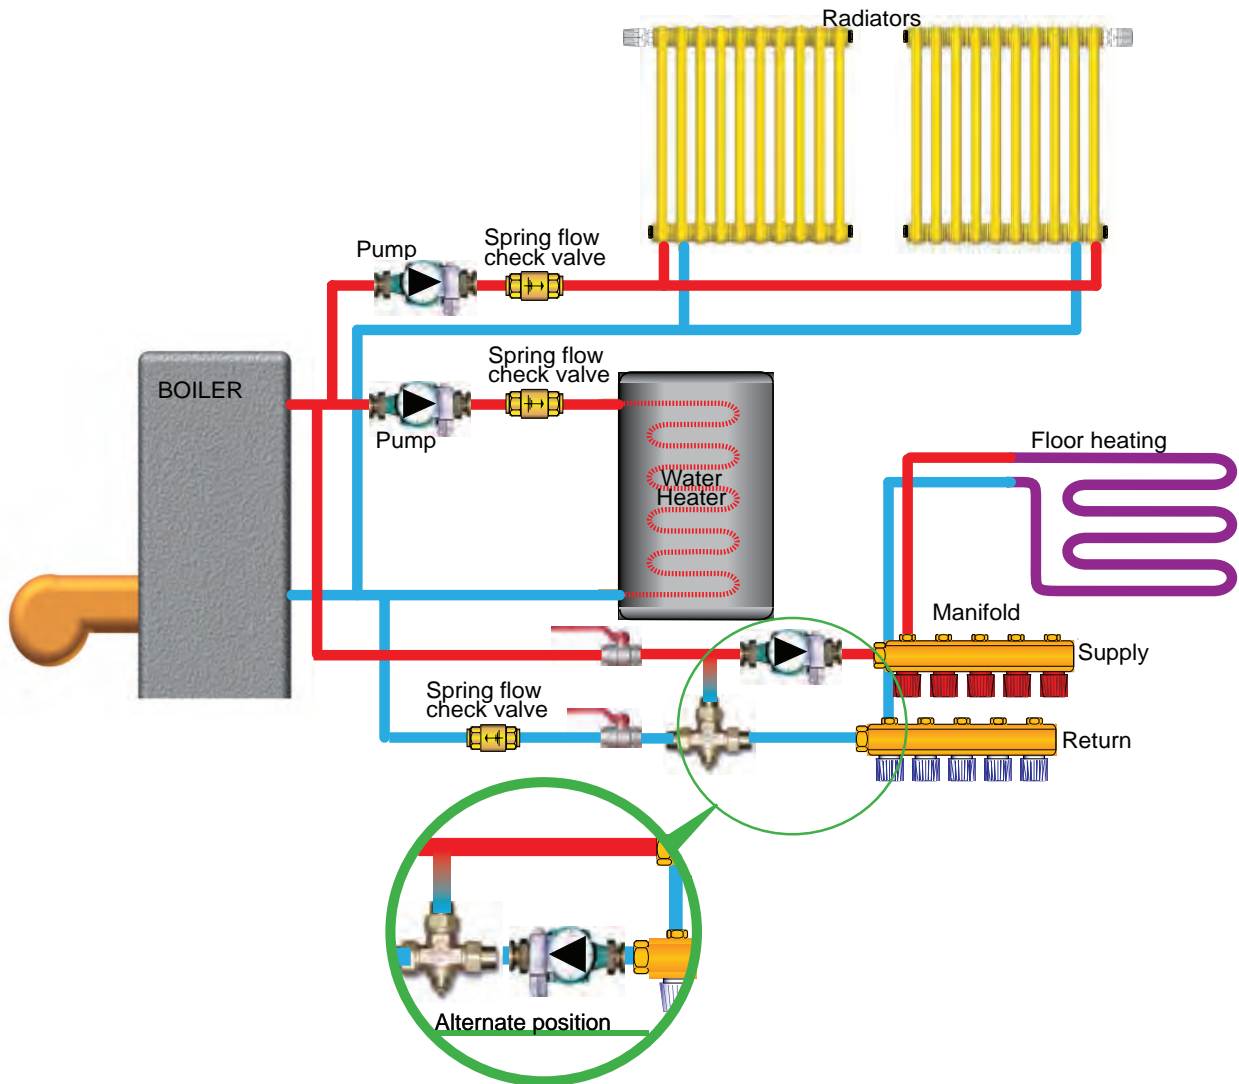 Radiators
Pump
Spring flow
check valve
BOILER
Spring flow
check valve
Pump
Water
Heater
Floor heating
Manifold
Supply
Spring flow
check valve
Return
Alternate position